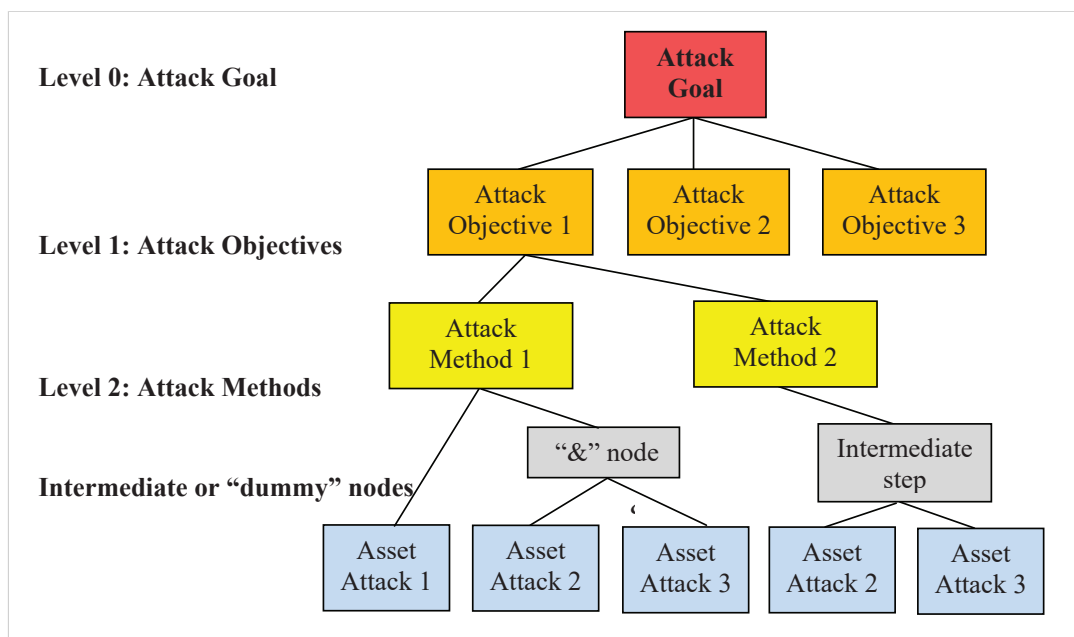 Level 0: Attack Goal
Attack
Goal
Attack
Objective 1
Attack
Objective 2
Attack
Objective 3
Level 1: Attack Objectives
Attack
Method 1
Attack
Method 2
Level 2: Attack Methods
“&” node
Intermediate
step
Intermediate or “dummy” nodes
Asset
Attack 1
Asset
Attack 2
Asset
Attack 3
Asset
Attack 2
Asset
Attack 3